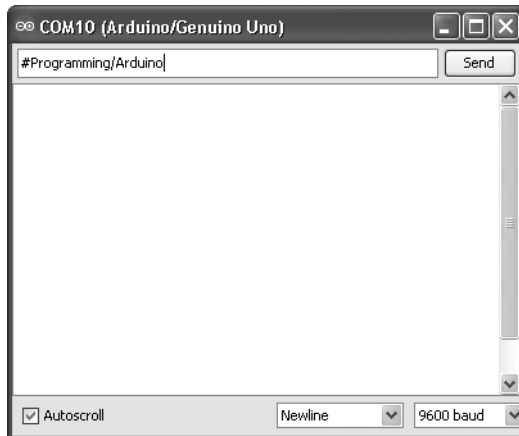 COM10 (Arduino/Genuino Uno)
#Programming/Arduino
Send
Autoscroll
Newline
9600 baud